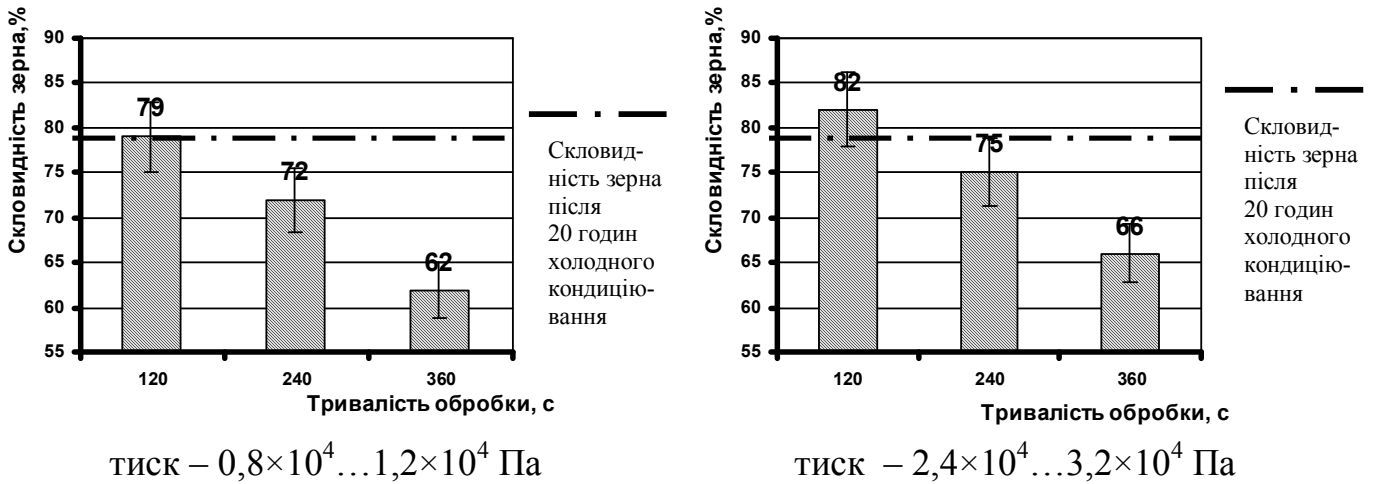 Скловидність зерна,%
90
85
80
75
70
65
60
55
79
72
62
120
240
360
Тривалість обробки, с
Скловид-
ність зерна
після
20 годин
холодного
кондицію-
вання
тиск – 0,8×10⁴…1,2×10⁴ Па
Скловидність зерна,%
90
85
80
75
70
65
60
55
82
75
66
120
240
360
Тривалість обробки, с
Скловид-
ність зерна
після
20 годин
холодного
кондицію-
вання
тиск – 2,4×10⁴…3,2×10⁴ Па